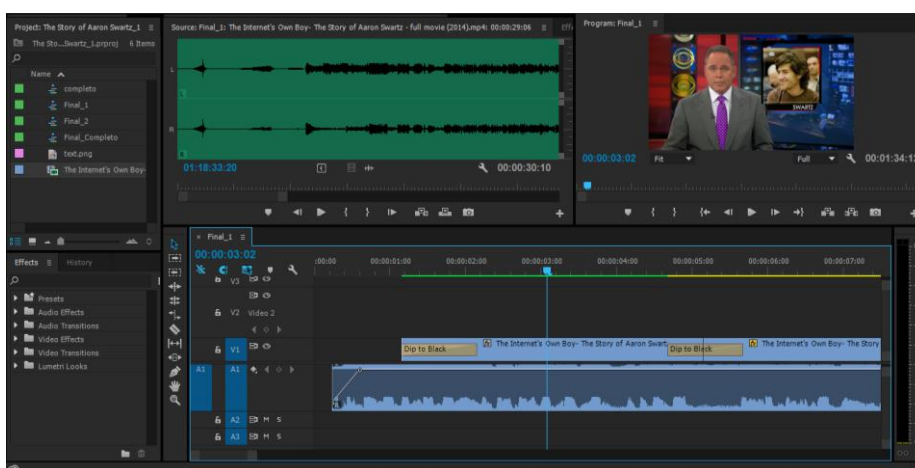 Project: The Story of Aaron Swartz_1
The Sto...Swartz_1.prproj 6 Items
Name
completo
Final_1
Final_2
Final_Completo
text.png
The Internet's Own Boy-
Source: Final_1: The Internet's Own Boy- The Story of Aaron Swartz - full movie (2014).mp4: 00:00:29:06
Eff
L
R
01:18:33:20
00:00:30:10
Program: Final_1
SWARTZ
00:00:03:02
Fit
Full
00:01:34:12
Effects
History
Presets
Audio Effects
Audio Transitions
Video Effects
Video Transitions
Lumetri Looks
× Final_1
00:00:03:02
:00:00
00:00:01:00
00:00:02:00
00:00:03:00
00:00:04:00
00:00:05:00
00:00:06:00
00:00:07:00
V3
V2 Video 2
V1
Dip to Black
fx The Internet's Own Boy- The Story of Aaron Swart
Dip to Black
fx The Internet's Own Boy- The Story
A1 A1
A2 M S
A3 M S